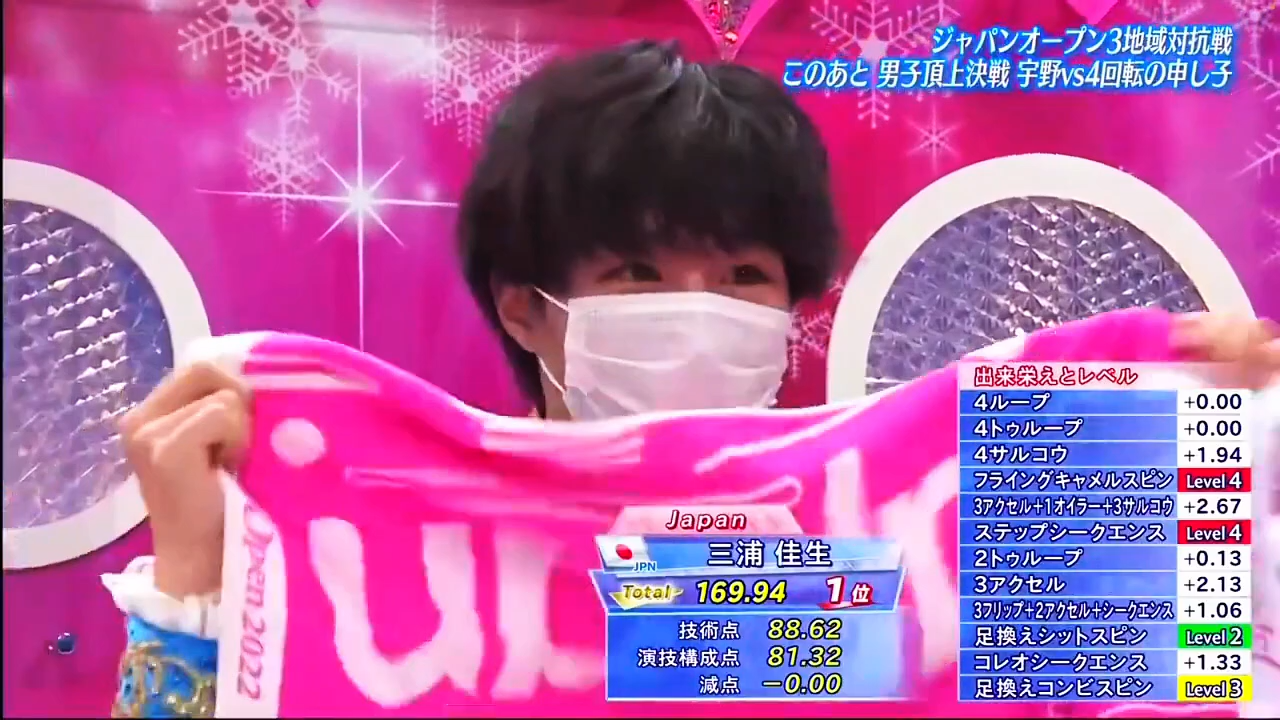 ジャパンオープン3地域対抗戦
このあと 男子頂上決戦 宇野vs4回転の申し子
出来栄えとレベル
4ループ +0.00
4トゥループ +0.00
4サルコウ +1.94
フライングキャメルスピン Level 4
3アクセル+1オイラー+3サルコウ +2.67
ステップシークエンス Level 4
2トゥループ +0.13
3アクセル +2.13
3フリップ+2アクセル+シークエンス +1.06
足換えシットスピン Level 2
コレオシークエンス +1.33
足換えコンビスピン Level 3
Japan
JPN 三浦 佳生
Total 169.94 1位
技術点 88.62
演技構成点 81.32
減点 -0.00
Open 2022